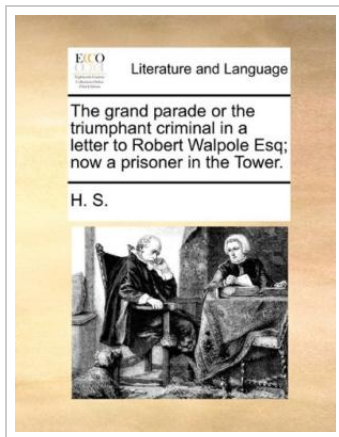 ECCO
Literature and Language
The grand parade or the
triumphant criminal in a
letter to Robert Walpole Esq;
now a prisoner in the Tower.
H. S.